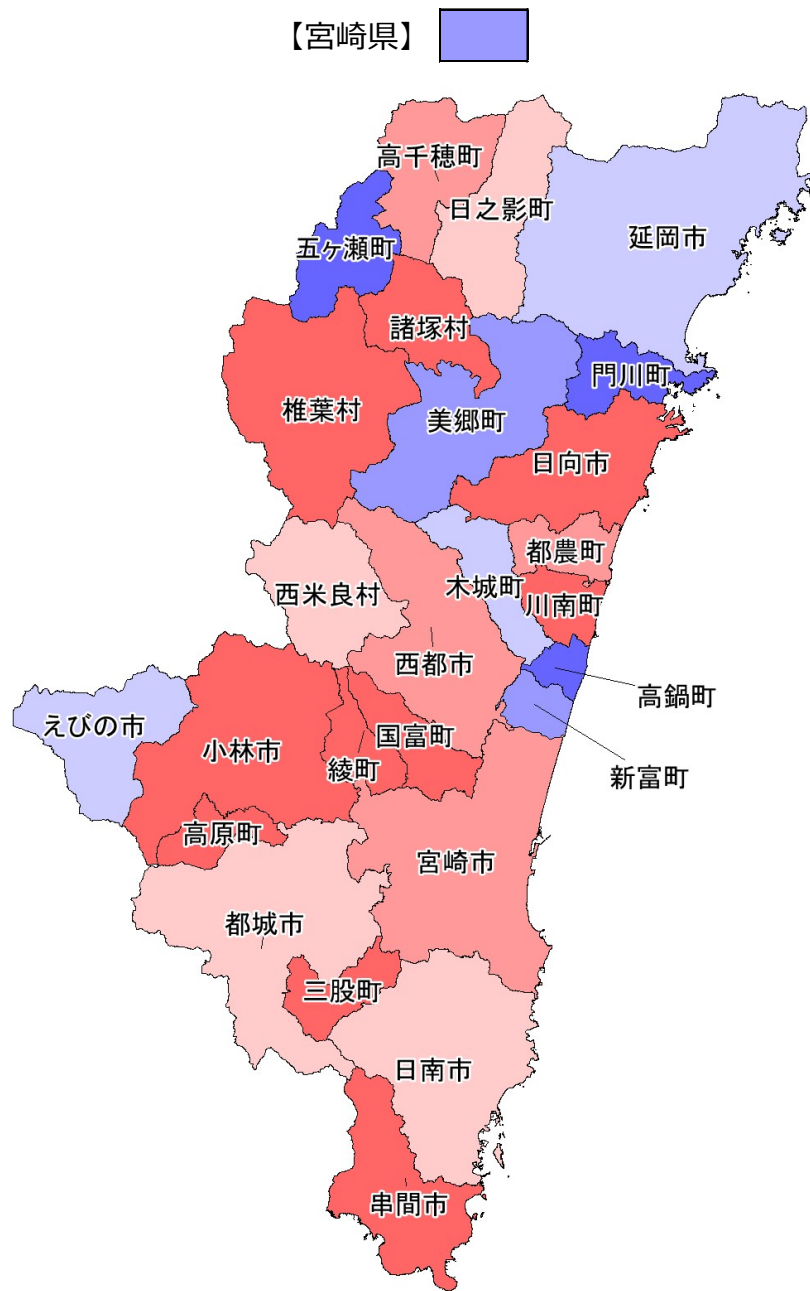 【宮崎県】
高千穂町
日之影町
延岡市
五ヶ瀬町
諸塚村
門川町
椎葉村
美郷町
日向市
都農町
木城町
西米良村
川南町
西都市
高鍋町
えびの市
国富町
小林市
綾町
新富町
高原町
宮崎市
都城市
三股町
日南市
串間市